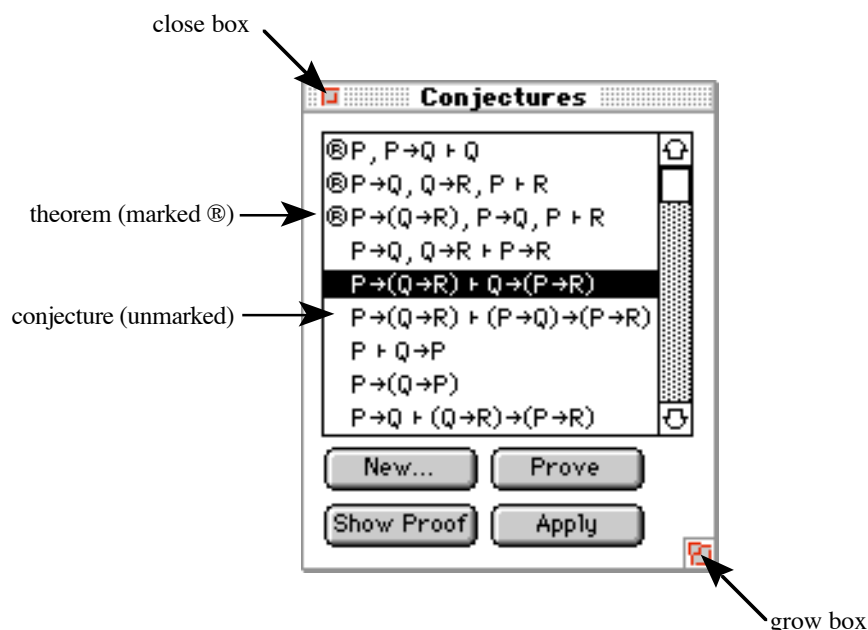 close box
Conjectures
®P, P→Q ⊢ Q
®P→Q, Q→R, P ⊢ R
theorem (marked ®)
®P→(Q→R), P→Q, P ⊢ R
P→Q, Q→R ⊢ P→R
P→(Q→R) ⊢ Q→(P→R)
conjecture (unmarked)
P→(Q→R) ⊢ (P→Q)→(P→R)
P ⊢ Q→P
P→(Q→P)
P→Q ⊢ (Q→R)→(P→R)
New... Prove
Show Proof Apply
grow box